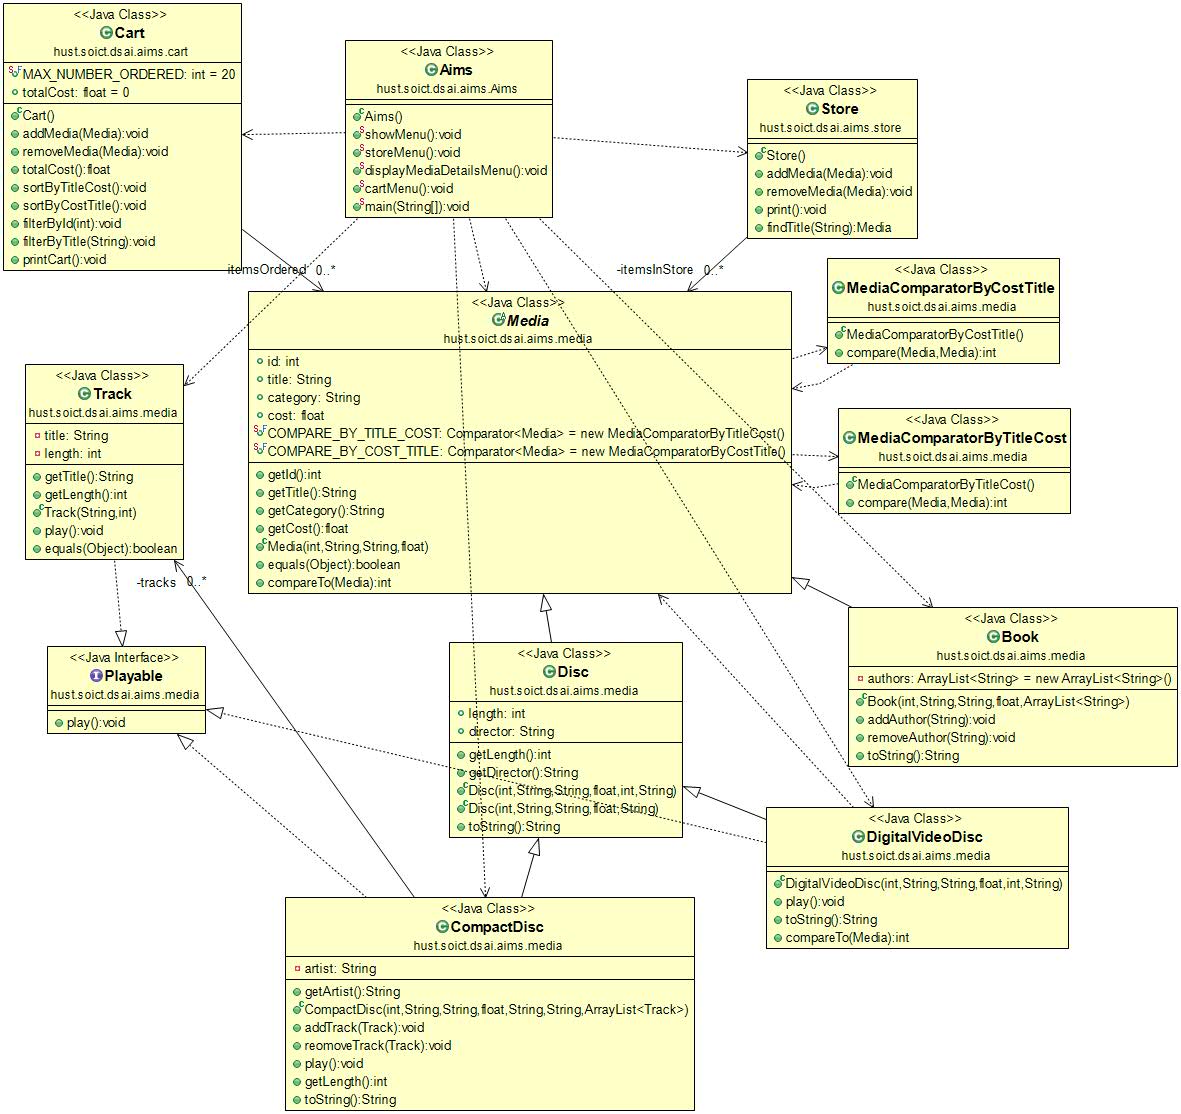 <<Java Class>>
Cart
hust.soict.dsai.aims.cart
MAX_NUMBER_ORDERED: int = 20
totalCost: float = 0
Cart()
addMedia(Media):void
removeMedia(Media):void
totalCost():float
sortByTitleCost():void
sortByCostTitle():void
filterById(int):void
filterByTitle(String):void
printCart():void
<<Java Class>>
Aims
hust.soict.dsai.aims.Aims
Aims()
showMenu():void
storeMenu():void
displayMediaDetailsMenu():void
cartMenu():void
main(String[]):void
<<Java Class>>
Store
hust.soict.dsai.aims.store
Store()
addMedia(Media):void
removeMedia(Media):void
print():void
findTitle(String):Media
-itemsOrdered 0..*
-itemsInStore 0..*
<<Java Class>>
MediaComparatorByCostTitle
hust.soict.dsai.aims.media
MediaComparatorByCostTitle()
compare(Media,Media):int
<<Java Class>>
Media
hust.soict.dsai.aims.media
id: int
title: String
category: String
cost: float
COMPARE_BY_TITLE_COST: Comparator<Media> = new MediaComparatorByTitleCost()
COMPARE_BY_COST_TITLE: Comparator<Media> = new MediaComparatorByCostTitle()
getId():int
getTitle():String
getCategory():String
getCost():float
Media(int,String,String,float)
equals(Object):boolean
compareTo(Media):int
<<Java Class>>
Track
hust.soict.dsai.aims.media
title: String
length: int
getTitle():String
getLength():int
Track(String,int)
play():void
equals(Object):boolean
<<Java Class>>
MediaComparatorByTitleCost
hust.soict.dsai.aims.media
MediaComparatorByTitleCost()
compare(Media,Media):int
-tracks 0..*
<<Java Interface>>
Playable
hust.soict.dsai.aims.media
play():void
<<Java Class>>
Disc
hust.soict.dsai.aims.media
length: int
director: String
getLength():int
getDirector():String
Disc(int,String,String,float,int,String)
Disc(int,String,String,float,String)
toString():String
<<Java Class>>
Book
hust.soict.dsai.aims.media
authors: ArrayList<String> = new ArrayList<String>()
Book(int,String,String,float,ArrayList<String>)
addAuthor(String):void
removeAuthor(String):void
toString():String
<<Java Class>>
DigitalVideoDisc
hust.soict.dsai.aims.media
DigitalVideoDisc(int,String,String,float,int,String)
play():void
toString():String
compareTo(Media):int
<<Java Class>>
CompactDisc
hust.soict.dsai.aims.media
artist: String
getArtist():String
CompactDisc(int,String,String,float,String,String,ArrayList<Track>)
addTrack(Track):void
reomoveTrack(Track):void
play():void
getLength():int
toString():String